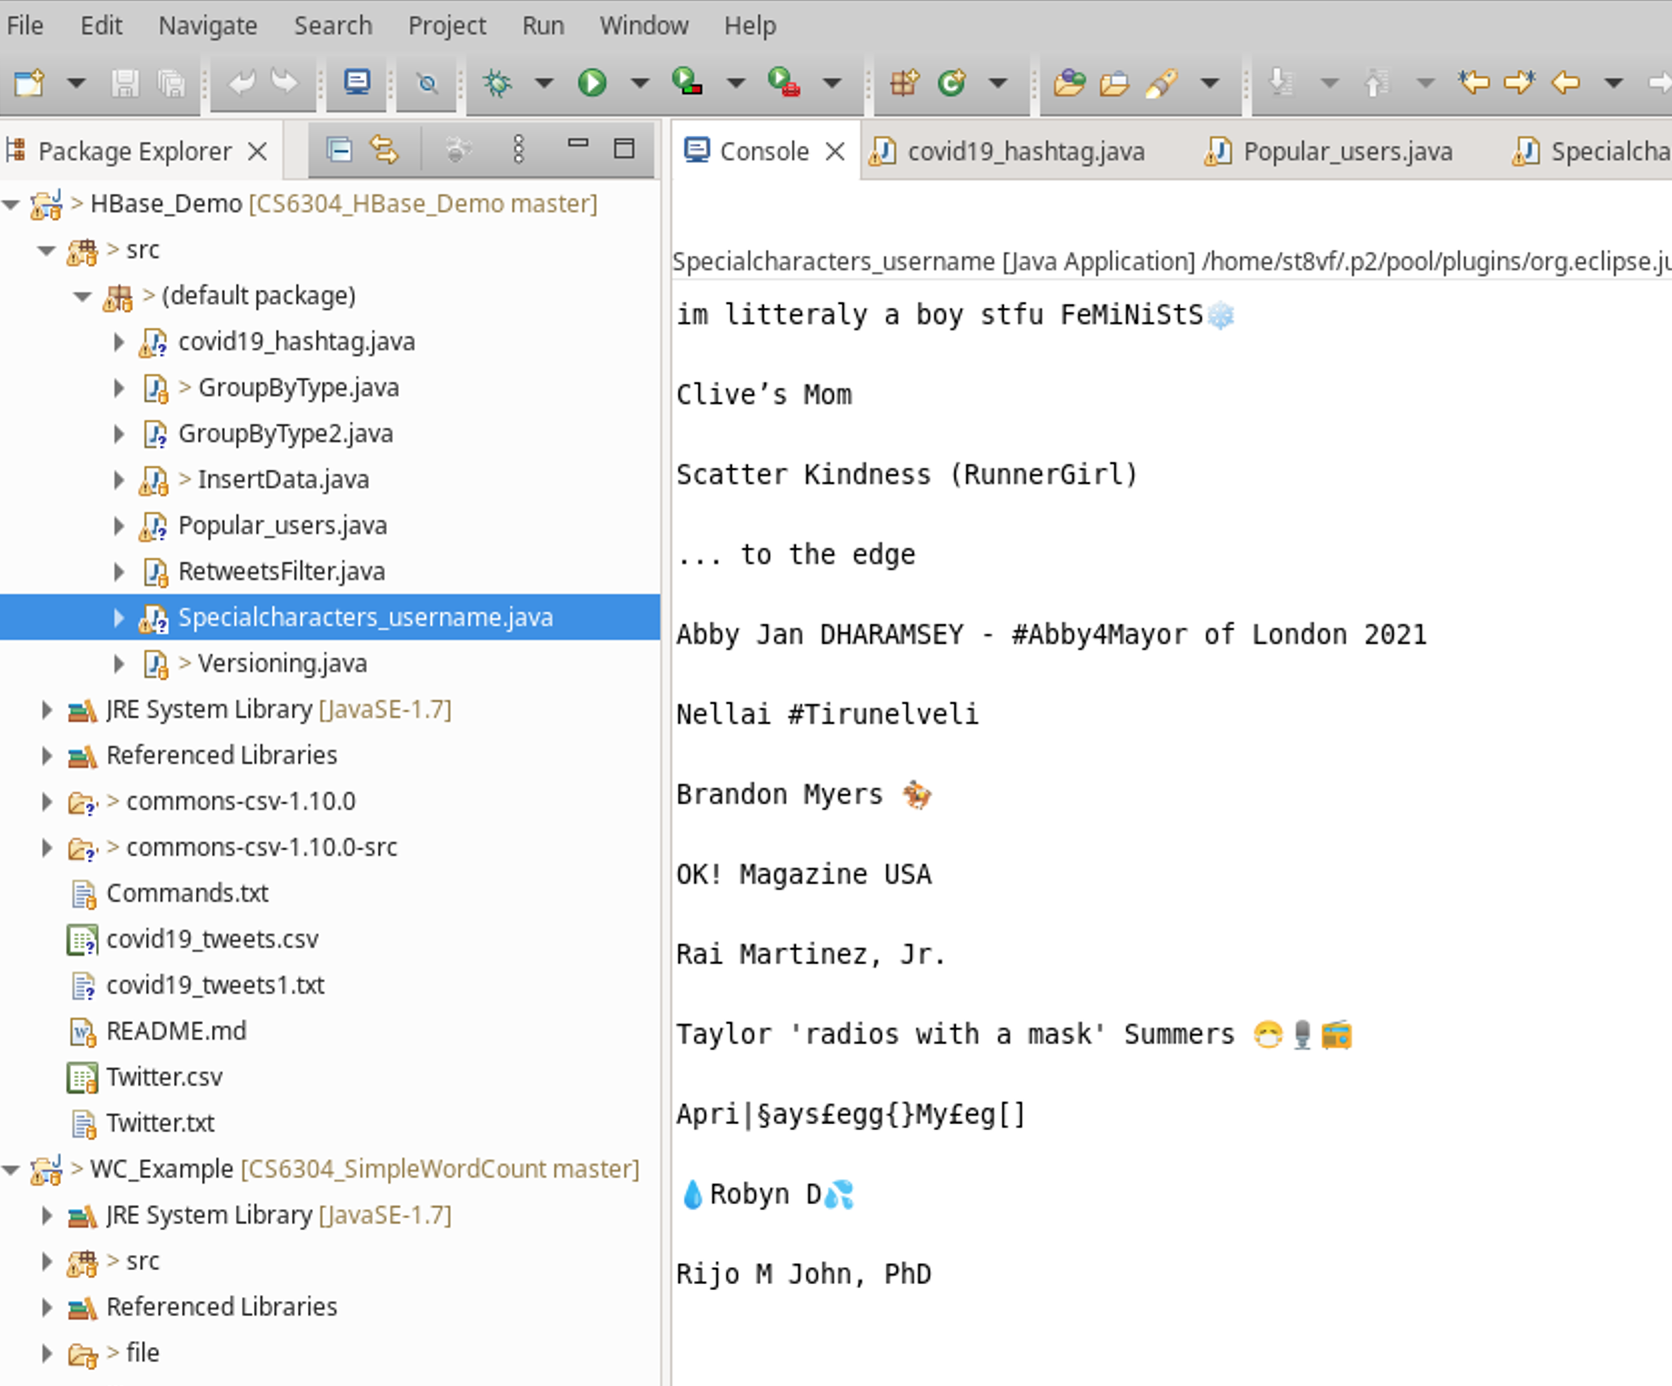 File Edit Navigate Search Project Run Window Help
Package Explorer
> HBase_Demo [CS6304_HBase_Demo master]
> src
> (default package)
covid19_hashtag.java
> GroupByType.java
GroupByType2.java
> InsertData.java
Popular_users.java
RetweetsFilter.java
Specialcharacters_username.java
> Versioning.java
JRE System Library [JavaSE-1.7]
Referenced Libraries
> commons-csv-1.10.0
> commons-csv-1.10.0-src
Commands.txt
covid19_tweets.csv
covid19_tweets1.txt
README.md
Twitter.csv
Twitter.txt
> WC_Example [CS6304_SimpleWordCount master]
JRE System Library [JavaSE-1.7]
> src
Referenced Libraries
> file
Console covid19_hashtag.java Popular_users.java Specialcha
Specialcharacters_username [Java Application] /home/st8vf/.p2/pool/plugins/org.eclipse.ju
im litteraly a boy stfu FeMiNiStS❄️
Clive’s Mom
Scatter Kindness (RunnerGirl)
... to the edge
Abby Jan DHARAMSEY - #Abby4Mayor of London 2021
Nellai #Tirunelveli
Brandon Myers 🏇
OK! Magazine USA
Rai Martinez, Jr.
Taylor 'radios with a mask' Summers 😷🎙️📻
Apri|§ays£egg{}My£eg[]
💧Robyn D💦
Rijo M John, PhD